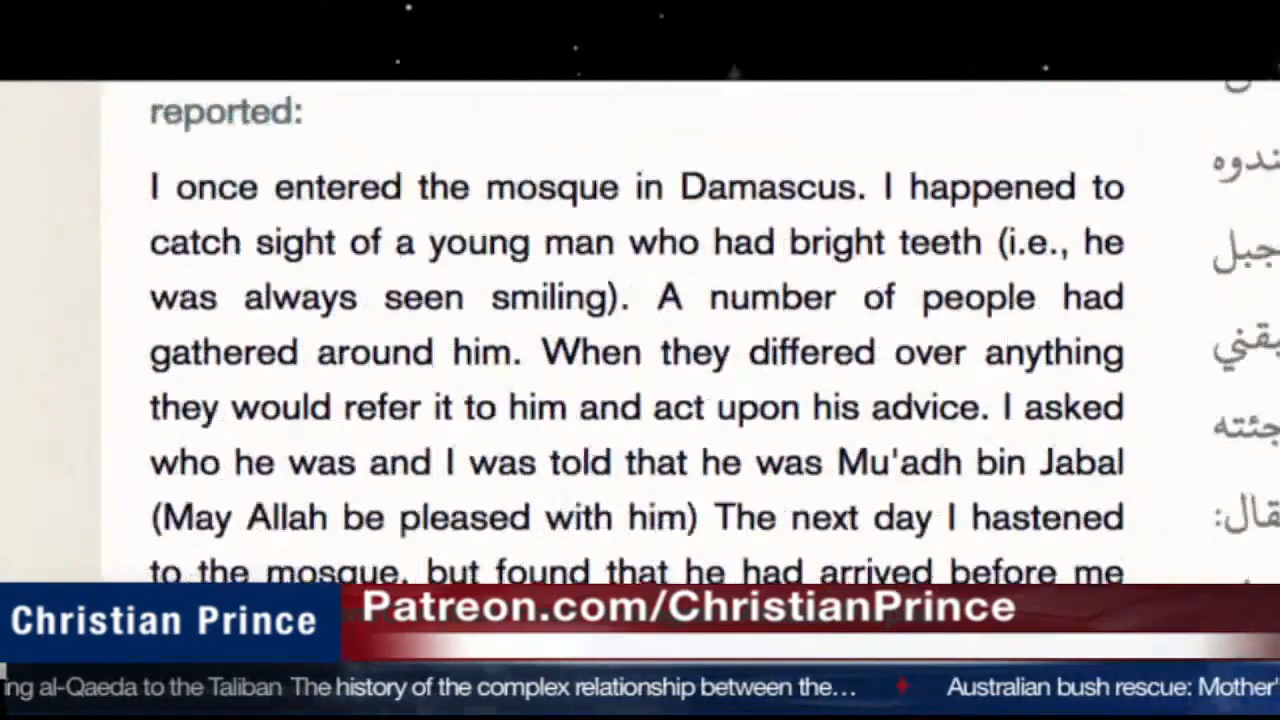 reported:
I once entered the mosque in Damascus. I happened to
catch sight of a young man who had bright teeth (i.e., he
was always seen smiling). A number of people had
gathered around him. When they differed over anything
they would refer it to him and act upon his advice. I asked
who he was and I was told that he was Mu'adh bin Jabal
(May Allah be pleased with him) The next day I hastened
to the mosque, but found that he had arrived before me
جبل
جئته
Christian Prince
Patreon.com/ChristianPrince
ing al-Qaeda to the Taliban The history of the complex relationship between the...
Australian bush rescue: Mother'